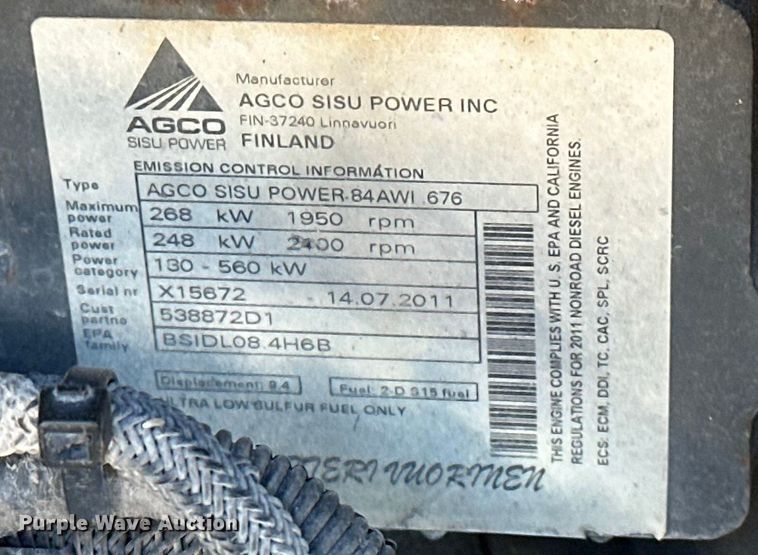 AGCO
SISU POWER
Manufacturer
AGCO SISU POWER INC
FIN-37240 Linnavuori
FINLAND
EMISSION CONTROL INFORMATION
Type AGCO SISU POWER 84AWI .676
Maximum power 268 kW 1950 rpm
Rated power 248 kW 2100 rpm
Power category 130 - 560 kW
Serial nr X15672 - 14.07.2011
Cust partno 538872D1
EPA family BSIDL08.4H6B
Displacement: 8.4 Fuel: 2-D S15 fuel
ULTRA LOW SULFUR FUEL ONLY
THIS ENGINE COMPLIES WITH U.S. EPA AND CALIFORNIA
REGULATIONS FOR 2011 NONROAD DIESEL ENGINES.
ECS: ECM, DDI, TC, CAC, SPL, SCRC
VUORINEN
Purple Wave Auction